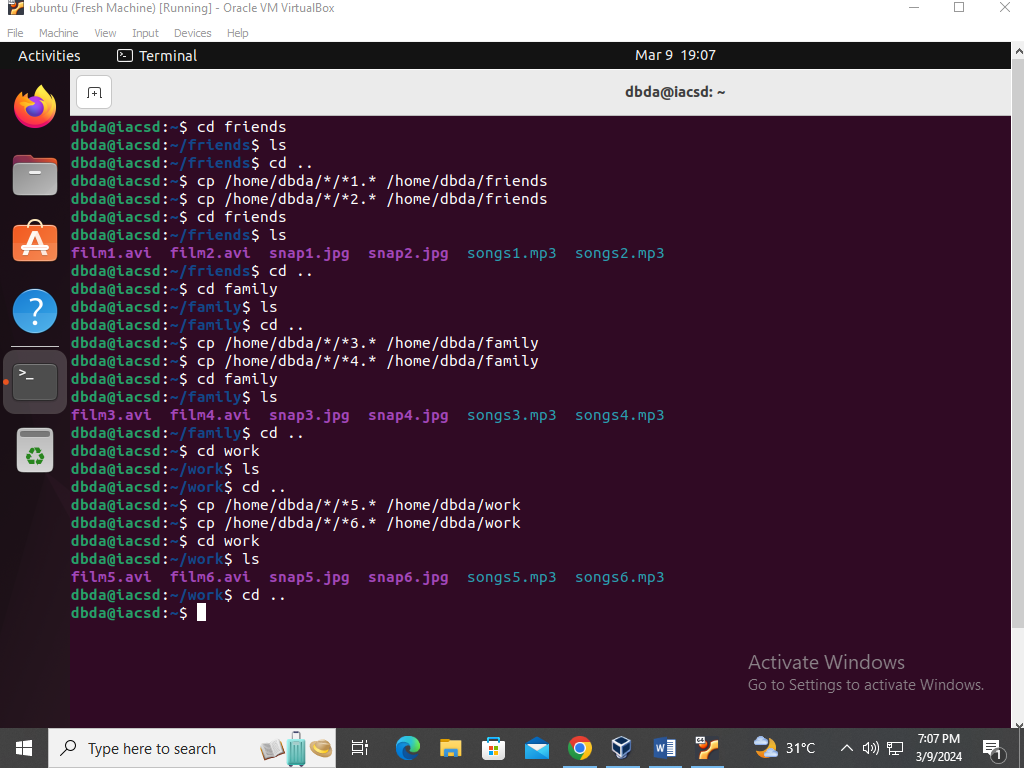 ubuntu (Fresh Machine) [Running] - Oracle VM VirtualBox
File Machine View Input Devices Help
Activities Terminal Mar 9 19:07
dbda@iacsd: ~
dbda@iacsd:~$ cd friends
dbda@iacsd:~/friends$ ls
dbda@iacsd:~/friends$ cd ..
dbda@iacsd:~$ cp /home/dbda/*/*1.* /home/dbda/friends
dbda@iacsd:~$ cp /home/dbda/*/*2.* /home/dbda/friends
dbda@iacsd:~$ cd friends
dbda@iacsd:~/friends$ ls
film1.avi film2.avi snap1.jpg snap2.jpg songs1.mp3 songs2.mp3
dbda@iacsd:~/friends$ cd ..
dbda@iacsd:~$ cd family
dbda@iacsd:~/family$ ls
dbda@iacsd:~/family$ cd ..
dbda@iacsd:~$ cp /home/dbda/*/*3.* /home/dbda/family
dbda@iacsd:~$ cp /home/dbda/*/*4.* /home/dbda/family
dbda@iacsd:~$ cd family
dbda@iacsd:~/family$ ls
film3.avi film4.avi snap3.jpg snap4.jpg songs3.mp3 songs4.mp3
dbda@iacsd:~/family$ cd ..
dbda@iacsd:~$ cd work
dbda@iacsd:~/work$ ls
dbda@iacsd:~/work$ cd ..
dbda@iacsd:~$ cp /home/dbda/*/*5.* /home/dbda/work
dbda@iacsd:~$ cp /home/dbda/*/*6.* /home/dbda/work
dbda@iacsd:~$ cd work
dbda@iacsd:~/work$ ls
film5.avi film6.avi snap5.jpg snap6.jpg songs5.mp3 songs6.mp3
dbda@iacsd:~/work$ cd ..
dbda@iacsd:~$
Activate Windows
Go to Settings to activate Windows.
Type here to search
31°C
7:07 PM
3/9/2024
1